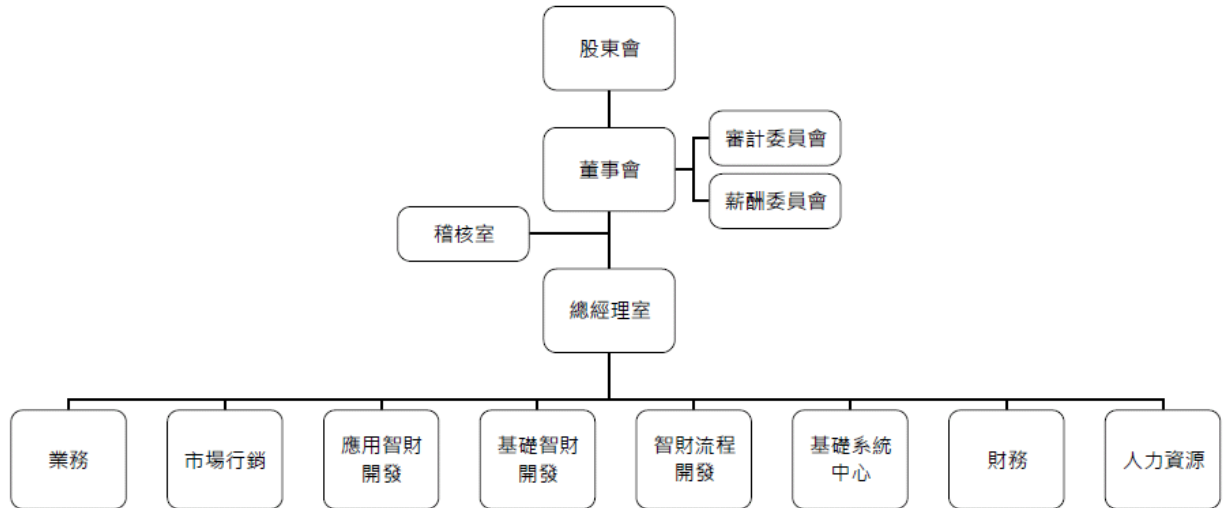 股東會
董事會
審計委員會
薪酬委員會
稽核室
總經理室
業務
市場行銷
應用智財
開發
基礎智財
開發
智財流程
開發
基礎系統
中心
財務
人力資源